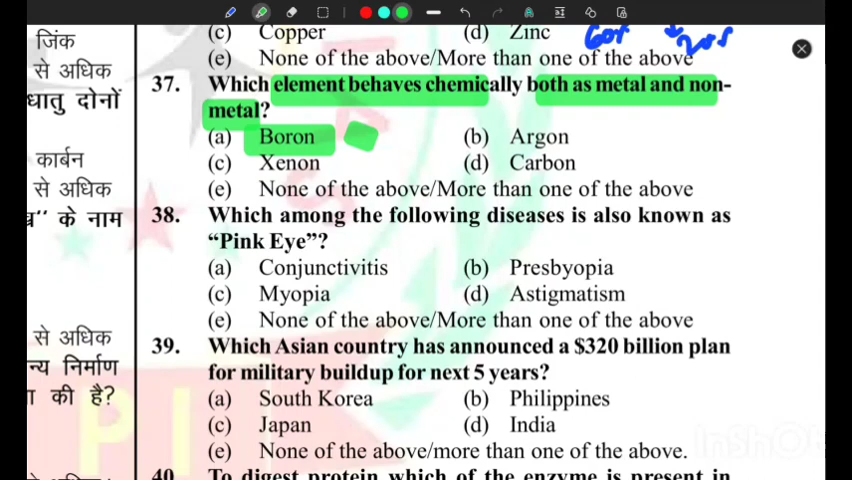 जिंक
से अधिक
धातु दोनों
कार्बन
से अधिक
के नाम
से अधिक
न्य निर्माण
की है?
(c) Copper (d) Zinc
(e) None of the above/More than one of the above
37. Which element behaves chemically both as metal and non-
metal?
(a) Boron (b) Argon
(c) Xenon (d) Carbon
(e) None of the above/More than one of the above
38. Which among the following diseases is also known as
“Pink Eye”?
(a) Conjunctivitis (b) Presbyopia
(c) Myopia (d) Astigmatism
(e) None of the above/More than one of the above
39. Which Asian country has announced a $320 billion plan
for military buildup for next 5 years?
(a) South Korea (b) Philippines
(c) Japan (d) India
(e) None of the above/more than one of the above.
40. To digest protein which of the enzyme is present in
InShOt